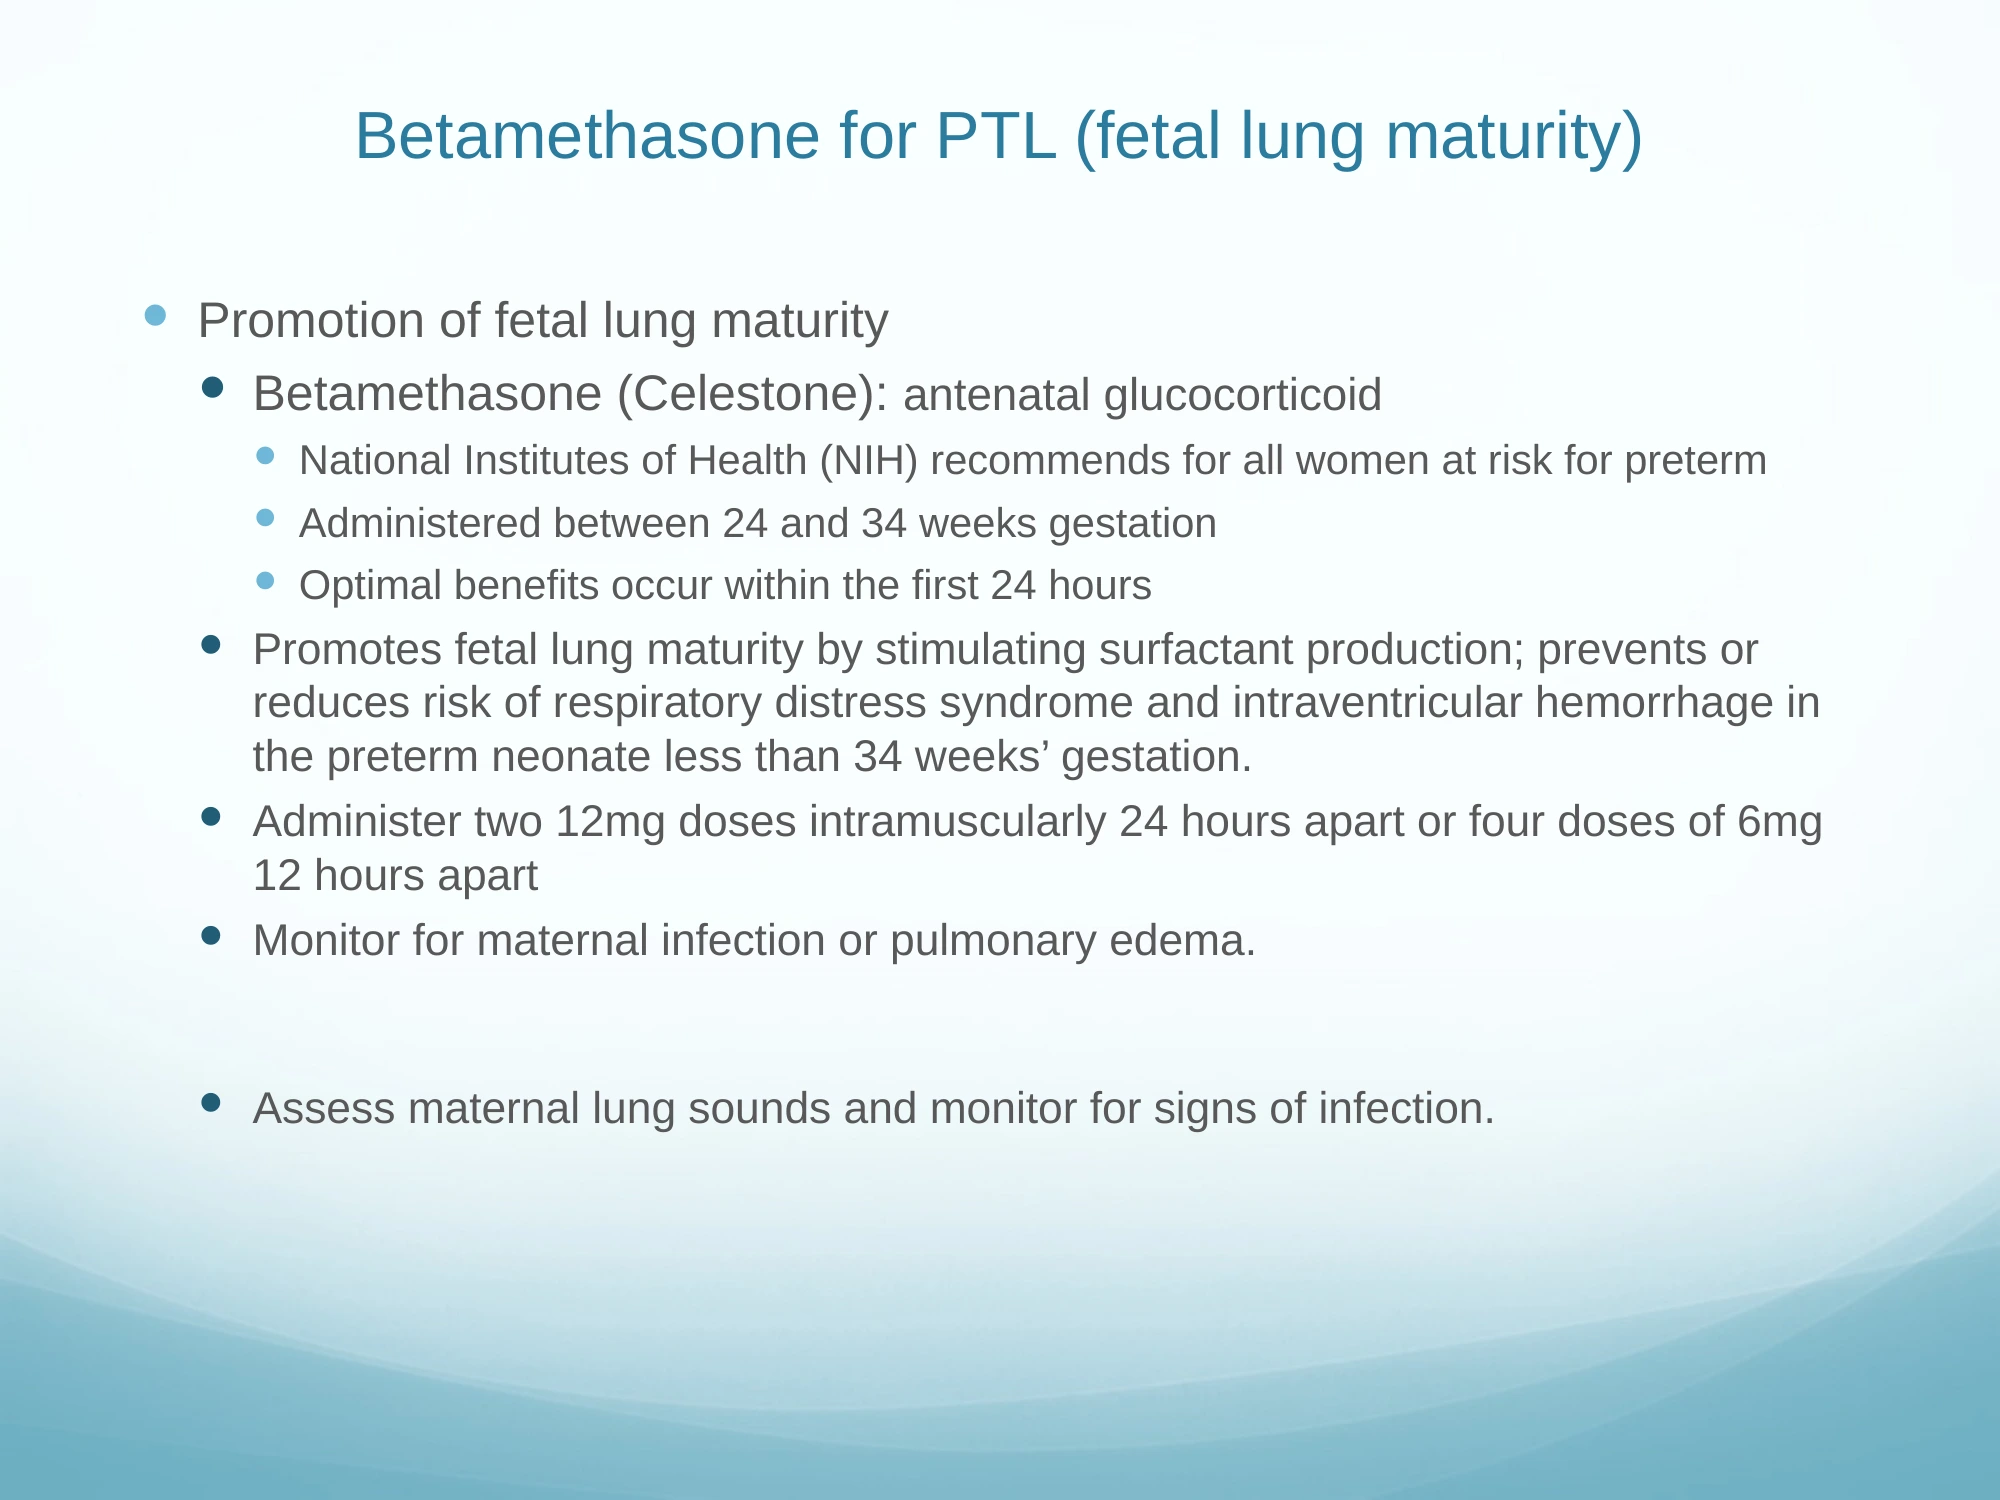 Betamethasone for PTL (fetal lung maturity)
Promotion of fetal lung maturity
Betamethasone (Celestone): antenatal glucocorticoid
National Institutes of Health (NIH) recommends for all women at risk for preterm
Administered between 24 and 34 weeks gestation
Optimal benefits occur within the first 24 hours
Promotes fetal lung maturity by stimulating surfactant production; prevents or
reduces risk of respiratory distress syndrome and intraventricular hemorrhage in
the preterm neonate less than 34 weeks’ gestation.
Administer two 12mg doses intramuscularly 24 hours apart or four doses of 6mg
12 hours apart
Monitor for maternal infection or pulmonary edema.
Assess maternal lung sounds and monitor for signs of infection.